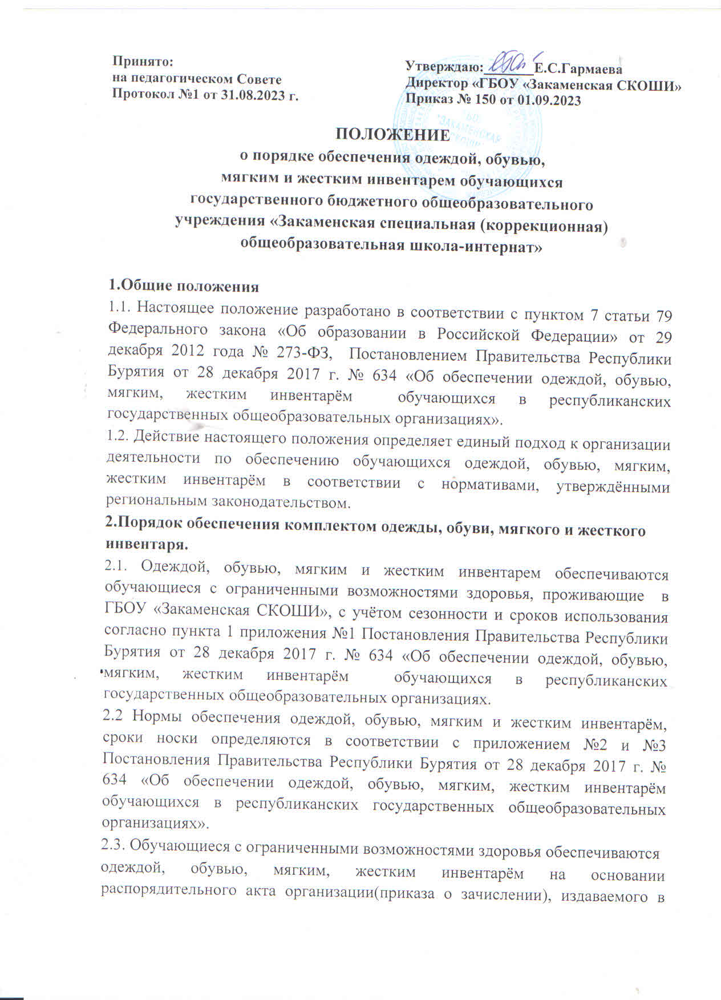 Принято:
на педагогическом Совете
Протокол №1 от 31.08.2023 г.
Утверждаю:______Е.С.Гармаева
Директор «ГБОУ «Закаменская СКОШИ»
Приказ № 150 от 01.09.2023
ПОЛОЖЕНИЕ
о порядке обеспечения одеждой, обувью,
мягким и жестким инвентарем обучающихся
государственного бюджетного общеобразовательного
учреждения «Закаменская специальная (коррекционная)
общеобразовательная школа-интернат»
1.Общие положения
1.1. Настоящее положение разработано в соответствии с пунктом 7 статьи 79
Федерального закона «Об образовании в Российской Федерации» от 29
декабря 2012 года № 273-ФЗ, Постановлением Правительства Республики
Бурятия от 28 декабря 2017 г. № 634 «Об обеспечении одеждой, обувью,
мягким, жестким инвентарём обучающихся в республиканских
государственных общеобразовательных организациях».
1.2. Действие настоящего положения определяет единый подход к организации
деятельности по обеспечению обучающихся одеждой, обувью, мягким,
жестким инвентарём в соответствии с нормативами, утверждёнными
региональным законодательством.
2.Порядок обеспечения комплектом одежды, обуви, мягкого и жесткого
инвентаря.
2.1. Одеждой, обувью, мягким и жестким инвентарем обеспечиваются
обучающиеся с ограниченными возможностями здоровья, проживающие в
ГБОУ «Закаменская СКОШИ», с учётом сезонности и сроков использования
согласно пункта 1 приложения №1 Постановления Правительства Республики
Бурятия от 28 декабря 2017 г. № 634 «Об обеспечении одеждой, обувью,
мягким, жестким инвентарём обучающихся в республиканских
государственных общеобразовательных организациях.
2.2 Нормы обеспечения одеждой, обувью, мягким и жестким инвентарём,
сроки носки определяются в соответствии с приложением №2 и №3
Постановления Правительства Республики Бурятия от 28 декабря 2017 г. №
634 «Об обеспечении одеждой, обувью, мягким, жестким инвентарём
обучающихся в республиканских государственных общеобразовательных
организациях».
2.3. Обучающиеся с ограниченными возможностями здоровья обеспечиваются
одеждой, обувью, мягким, жестким инвентарём на основании
распорядительного акта организации(приказа о зачислении), издаваемого в